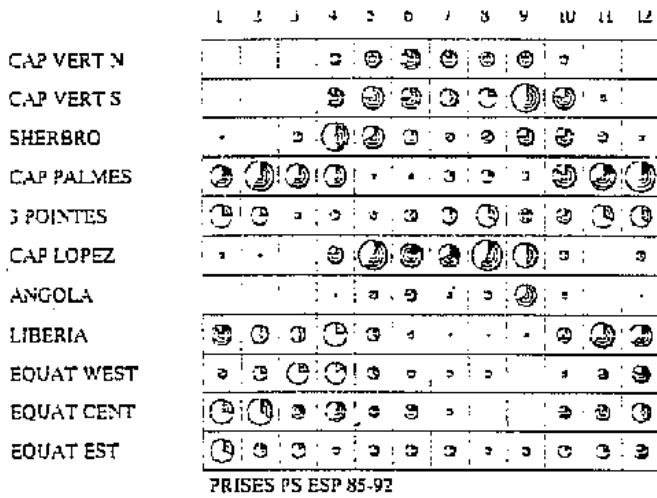 1 2 3 4 5 6 7 8 9 10 11 12
CAP VERT N
CAP VERT S
SHERBRO
CAP PALMES
3 POINTES
CAP LOPEZ
ANGOLA
LIBERIA
EQUAT WEST
EQUAT CENT
EQUAT EST
PRISES PS ESP 85-92